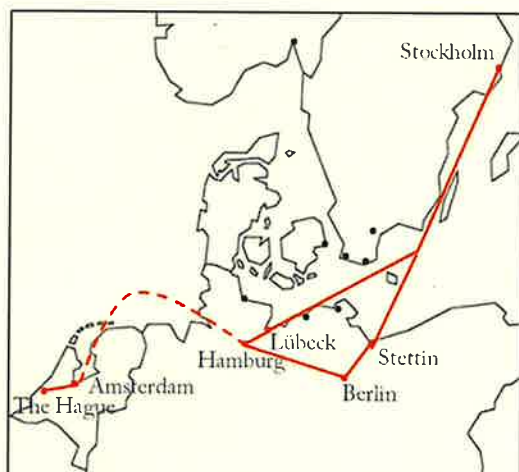 Stockholm
Lübeck
Hamburg
Stettin
Amsterdam
Berlin
The Hague